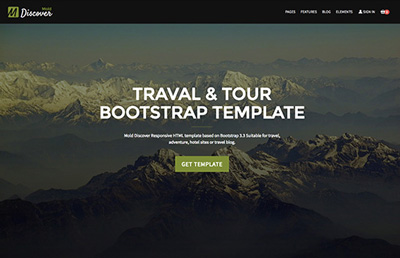 Mold
Discover
PAGES FEATURES BLOG ELEMENTS SIGN IN
TRAVAL & TOUR
BOOTSTRAP TEMPLATE
Mold Discover Responsive HTML template based on Bootstrap 3.3 Suitable for travel,
adventure, hotel sites or travel blog.
GET TEMPLATE